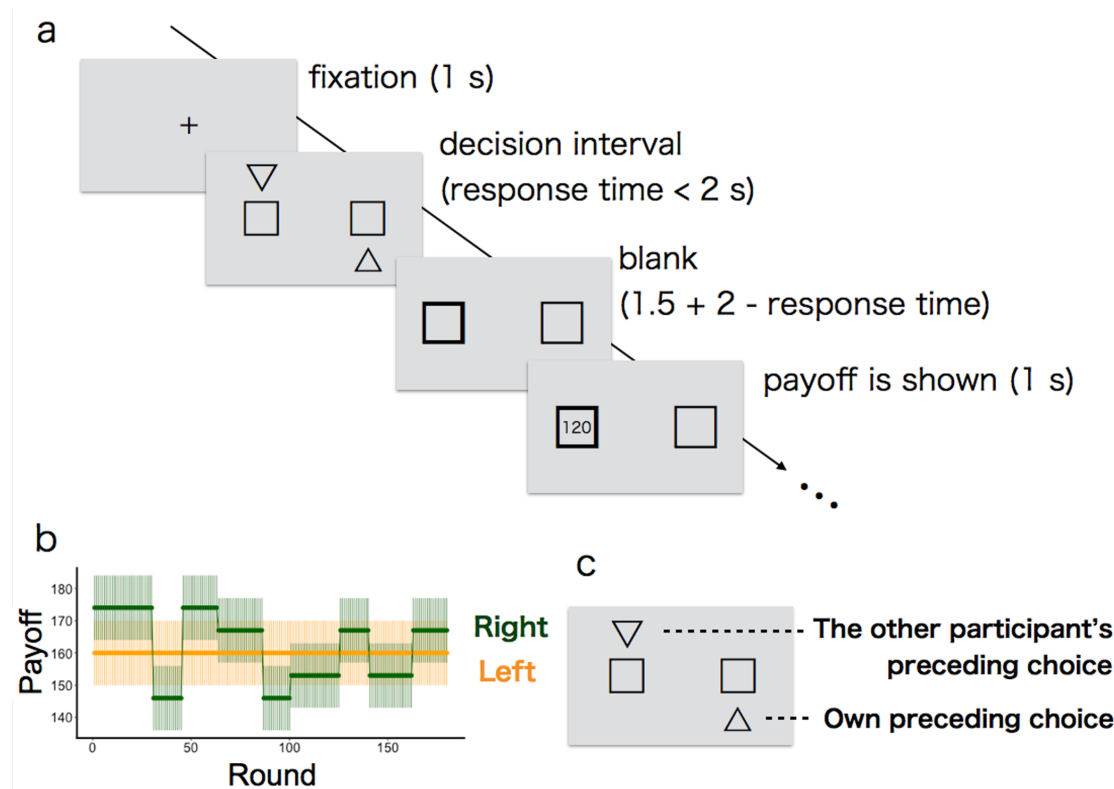 a
fixation (1 s)
+
decision interval
(response time < 2 s)
blank
(1.5 + 2 - response time)
payoff is shown (1 s)
120
b
180
170
160
150
140
Payoff
0
50
100
150
Round
Right
Left
c
The other participant's
preceding choice
Own preceding choice